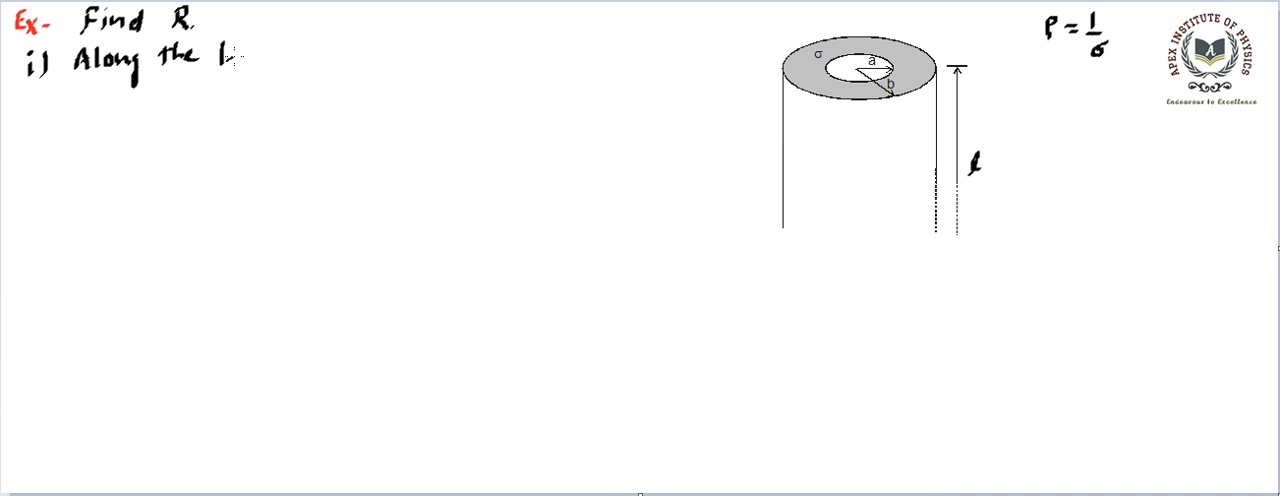 Ex- Find R.
i) Along the
σ
a
b
l
ρ = 1/σ
APEX INSTITUTE OF PHYSICS
A
Endeavour to Excellence